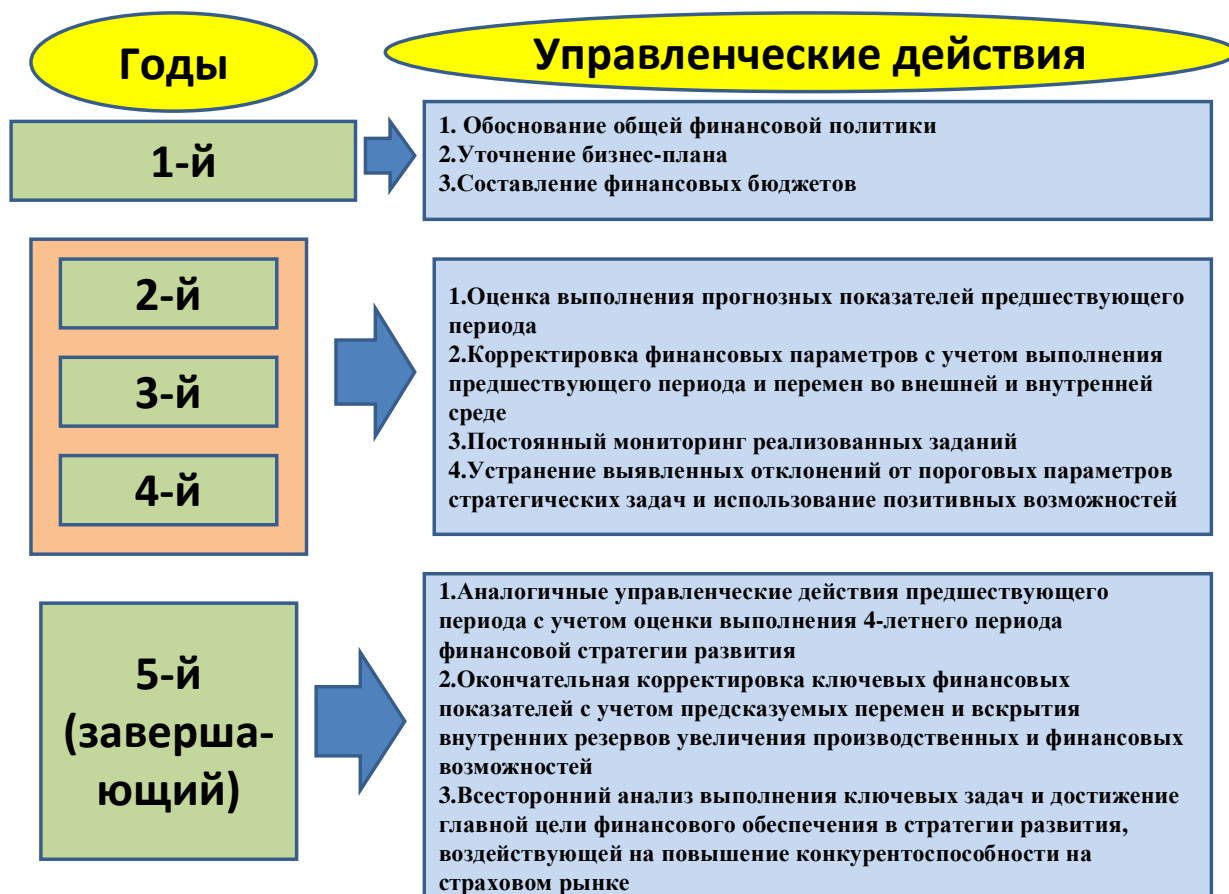 Годы
Управленческие действия
1-й
1. Обоснование общей финансовой политики
2.Уточнение бизнес-плана
3.Составление финансовых бюджетов
2-й
3-й
4-й
1.Оценка выполнения прогнозных показателей предшествующего
периода
2.Корректировка финансовых параметров с учетом выполнения
предшествующего периода и перемен во внешней и внутренней
среде
3.Постоянный мониторинг реализованных заданий
4.Устранение выявленных отклонений от пороговых параметров
стратегических задач и использование позитивных возможностей
5-й
(заверша-
ющий)
1.Аналогичные управленческие действия предшествующего
периода с учетом оценки выполнения 4-летнего периода
финансовой стратегии развития
2.Окончательная корректировка ключевых финансовых
показателей с учетом предсказуемых перемен и вскрытия
внутренних резервов увеличения производственных и финансовых
возможностей
3.Всесторонний анализ выполнения ключевых задач и достижение
главной цели финансового обеспечения в стратегии развития,
воздействующей на повышение конкурентоспособности на
страховом рынке